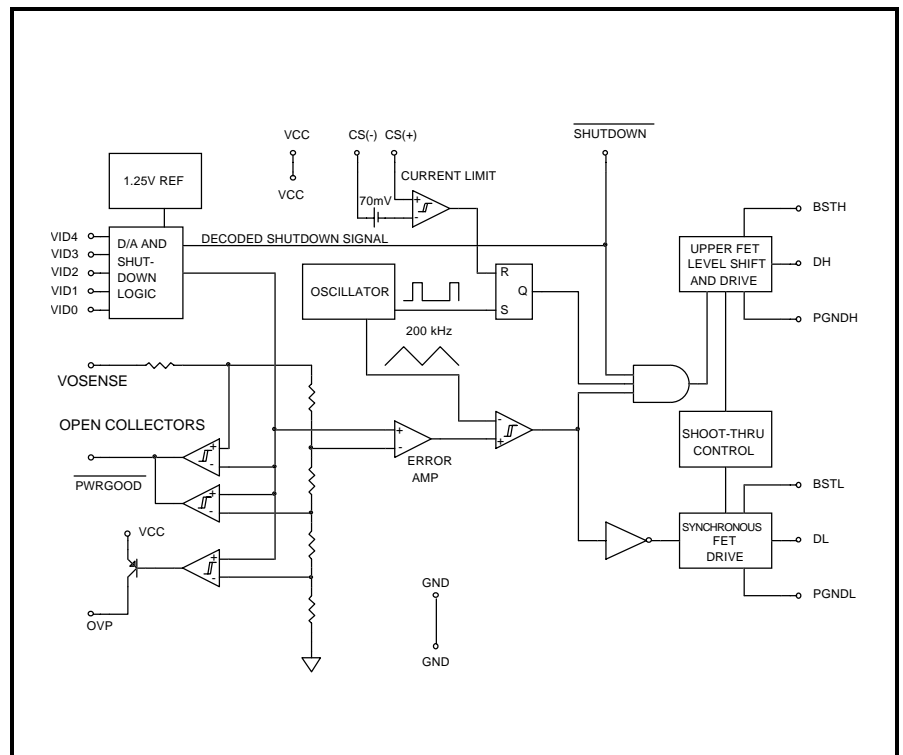 VCC
CS(-)
CS(+)
SHUTDOWN
1.25V REF
VCC
CURRENT LIMIT
70mV
+
-
BSTH
VID4
VID3
VID2
VID1
VID0
D/A AND
SHUT-
DOWN
LOGIC
DECODED SHUTDOWN SIGNAL
UPPER FET
LEVEL SHIFT
AND DRIVE
DH
OSCILLATOR
R
Q
S
PGNDH
200 kHz
VOSENSE
OPEN COLLECTORS
+
-
+
-
ERROR
AMP
-
+
SHOOT-THRU
CONTROL
PWRGOOD
+
-
BSTL
VCC
SYNCHRONOUS
FET
DRIVE
DL
+
-
OVP
GND
PGNDL
GND